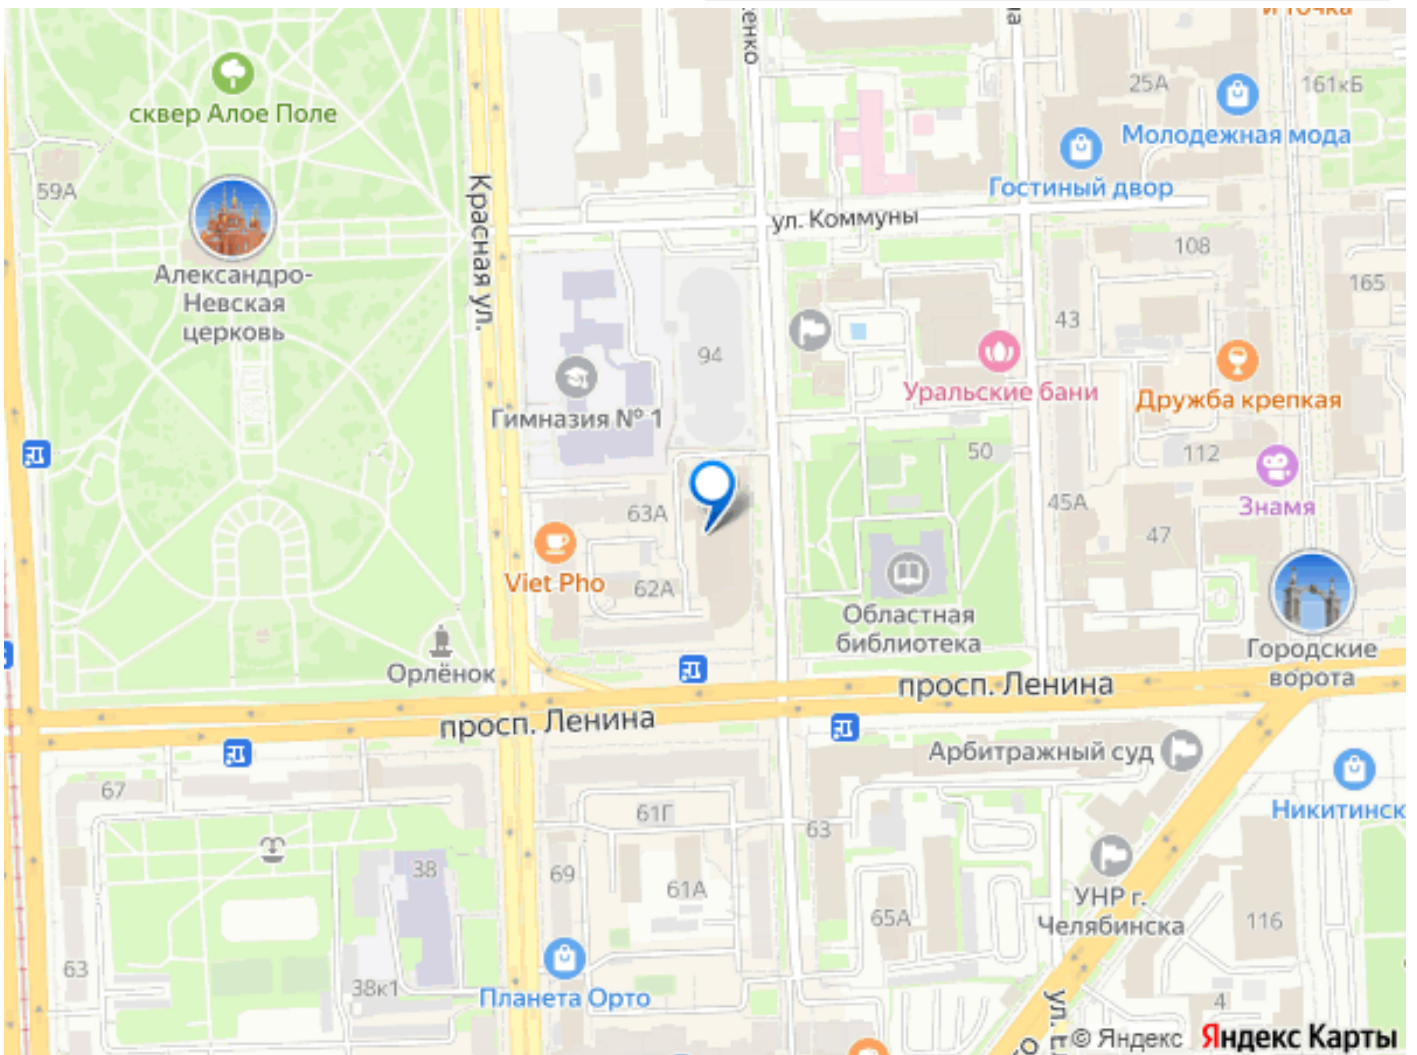 и точка
25А
161кБ
сквер Алое Поле
Молодежная мода
Гостиный двор
59А
Красная ул.
ул. Коммуны
108
Александро-
Невская
церковь
165
43
94
Уральские бани
Гимназия № 1
Дружба крепкая
50
112
63А
45А
Знамя
47
Viet Pho
62А
Областная
библиотека
Городские
ворота
Орлёнок
просп. Ленина
просп. Ленина
Арбитражный суд
67
61Г
63
Никитинск
38
69
61А
УНР г.
Челябинска
65А
116
63
38к1
Планета Орто
4
ул.
© Яндекс
Яндекс Карты